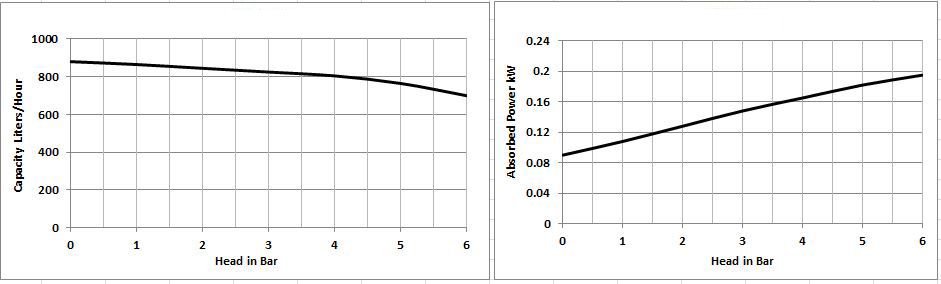 Capacity Liters/Hour
1000
800
600
400
200
0
0 1 2 3 4 5 6
Head in Bar
Absorbed Power kW
0.24
0.2
0.16
0.12
0.08
0.04
0
0 1 2 3 4 5 6
Head in Bar